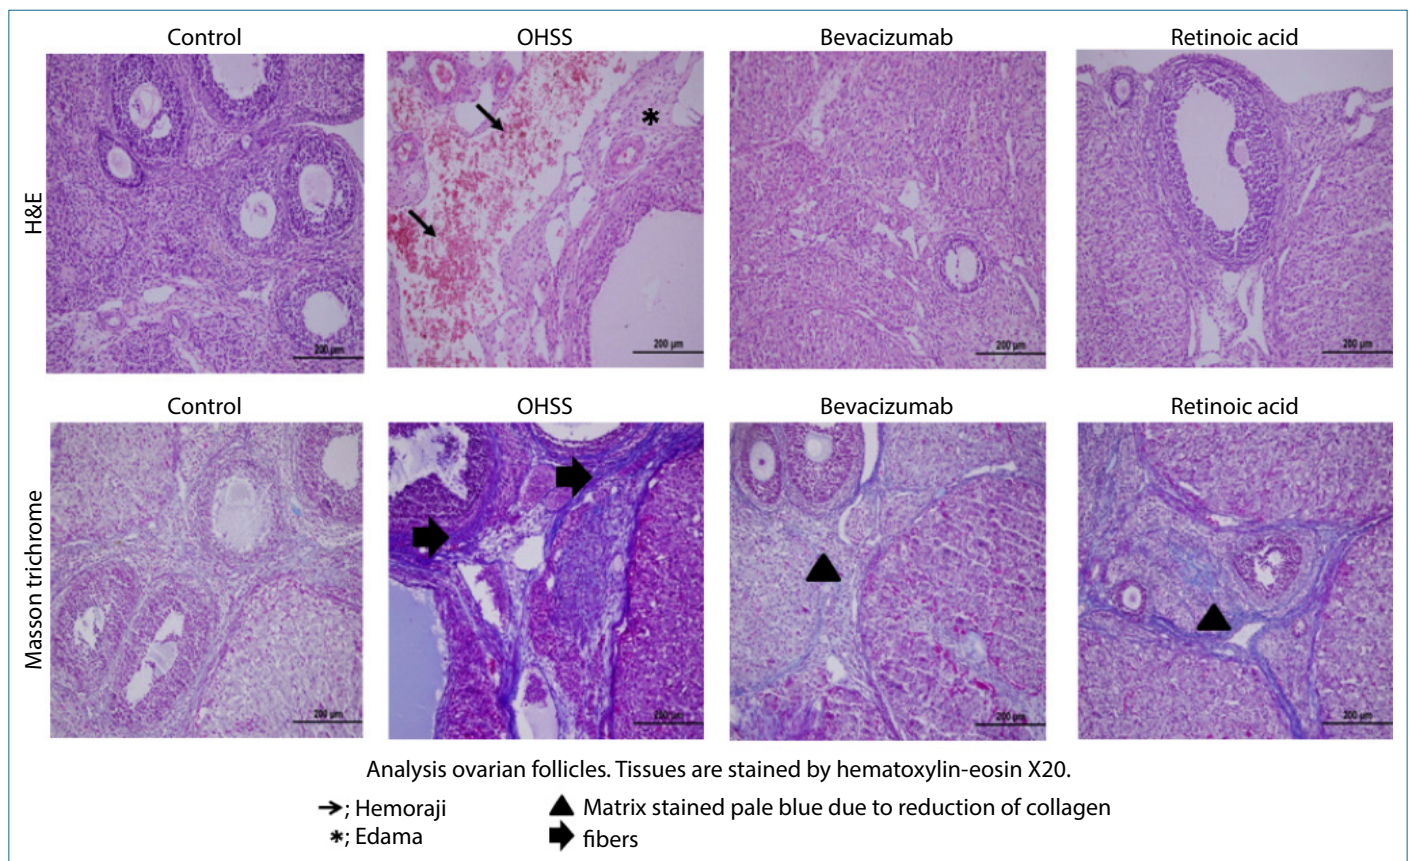 Control OHSS Bevacizumab Retinoic acid
H&E
200 µm 200 µm 200 µm 200 µm
Control OHSS Bevacizumab Retinoic acid
Masson trichrome
200 µm 200 µm 200 µm
Analysis ovarian follicles. Tissues are stained by hematoxylin-eosin X20.
→; Hemoraji ▲ Matrix stained pale blue due to reduction of collagen
*; Edama ➡ fibers